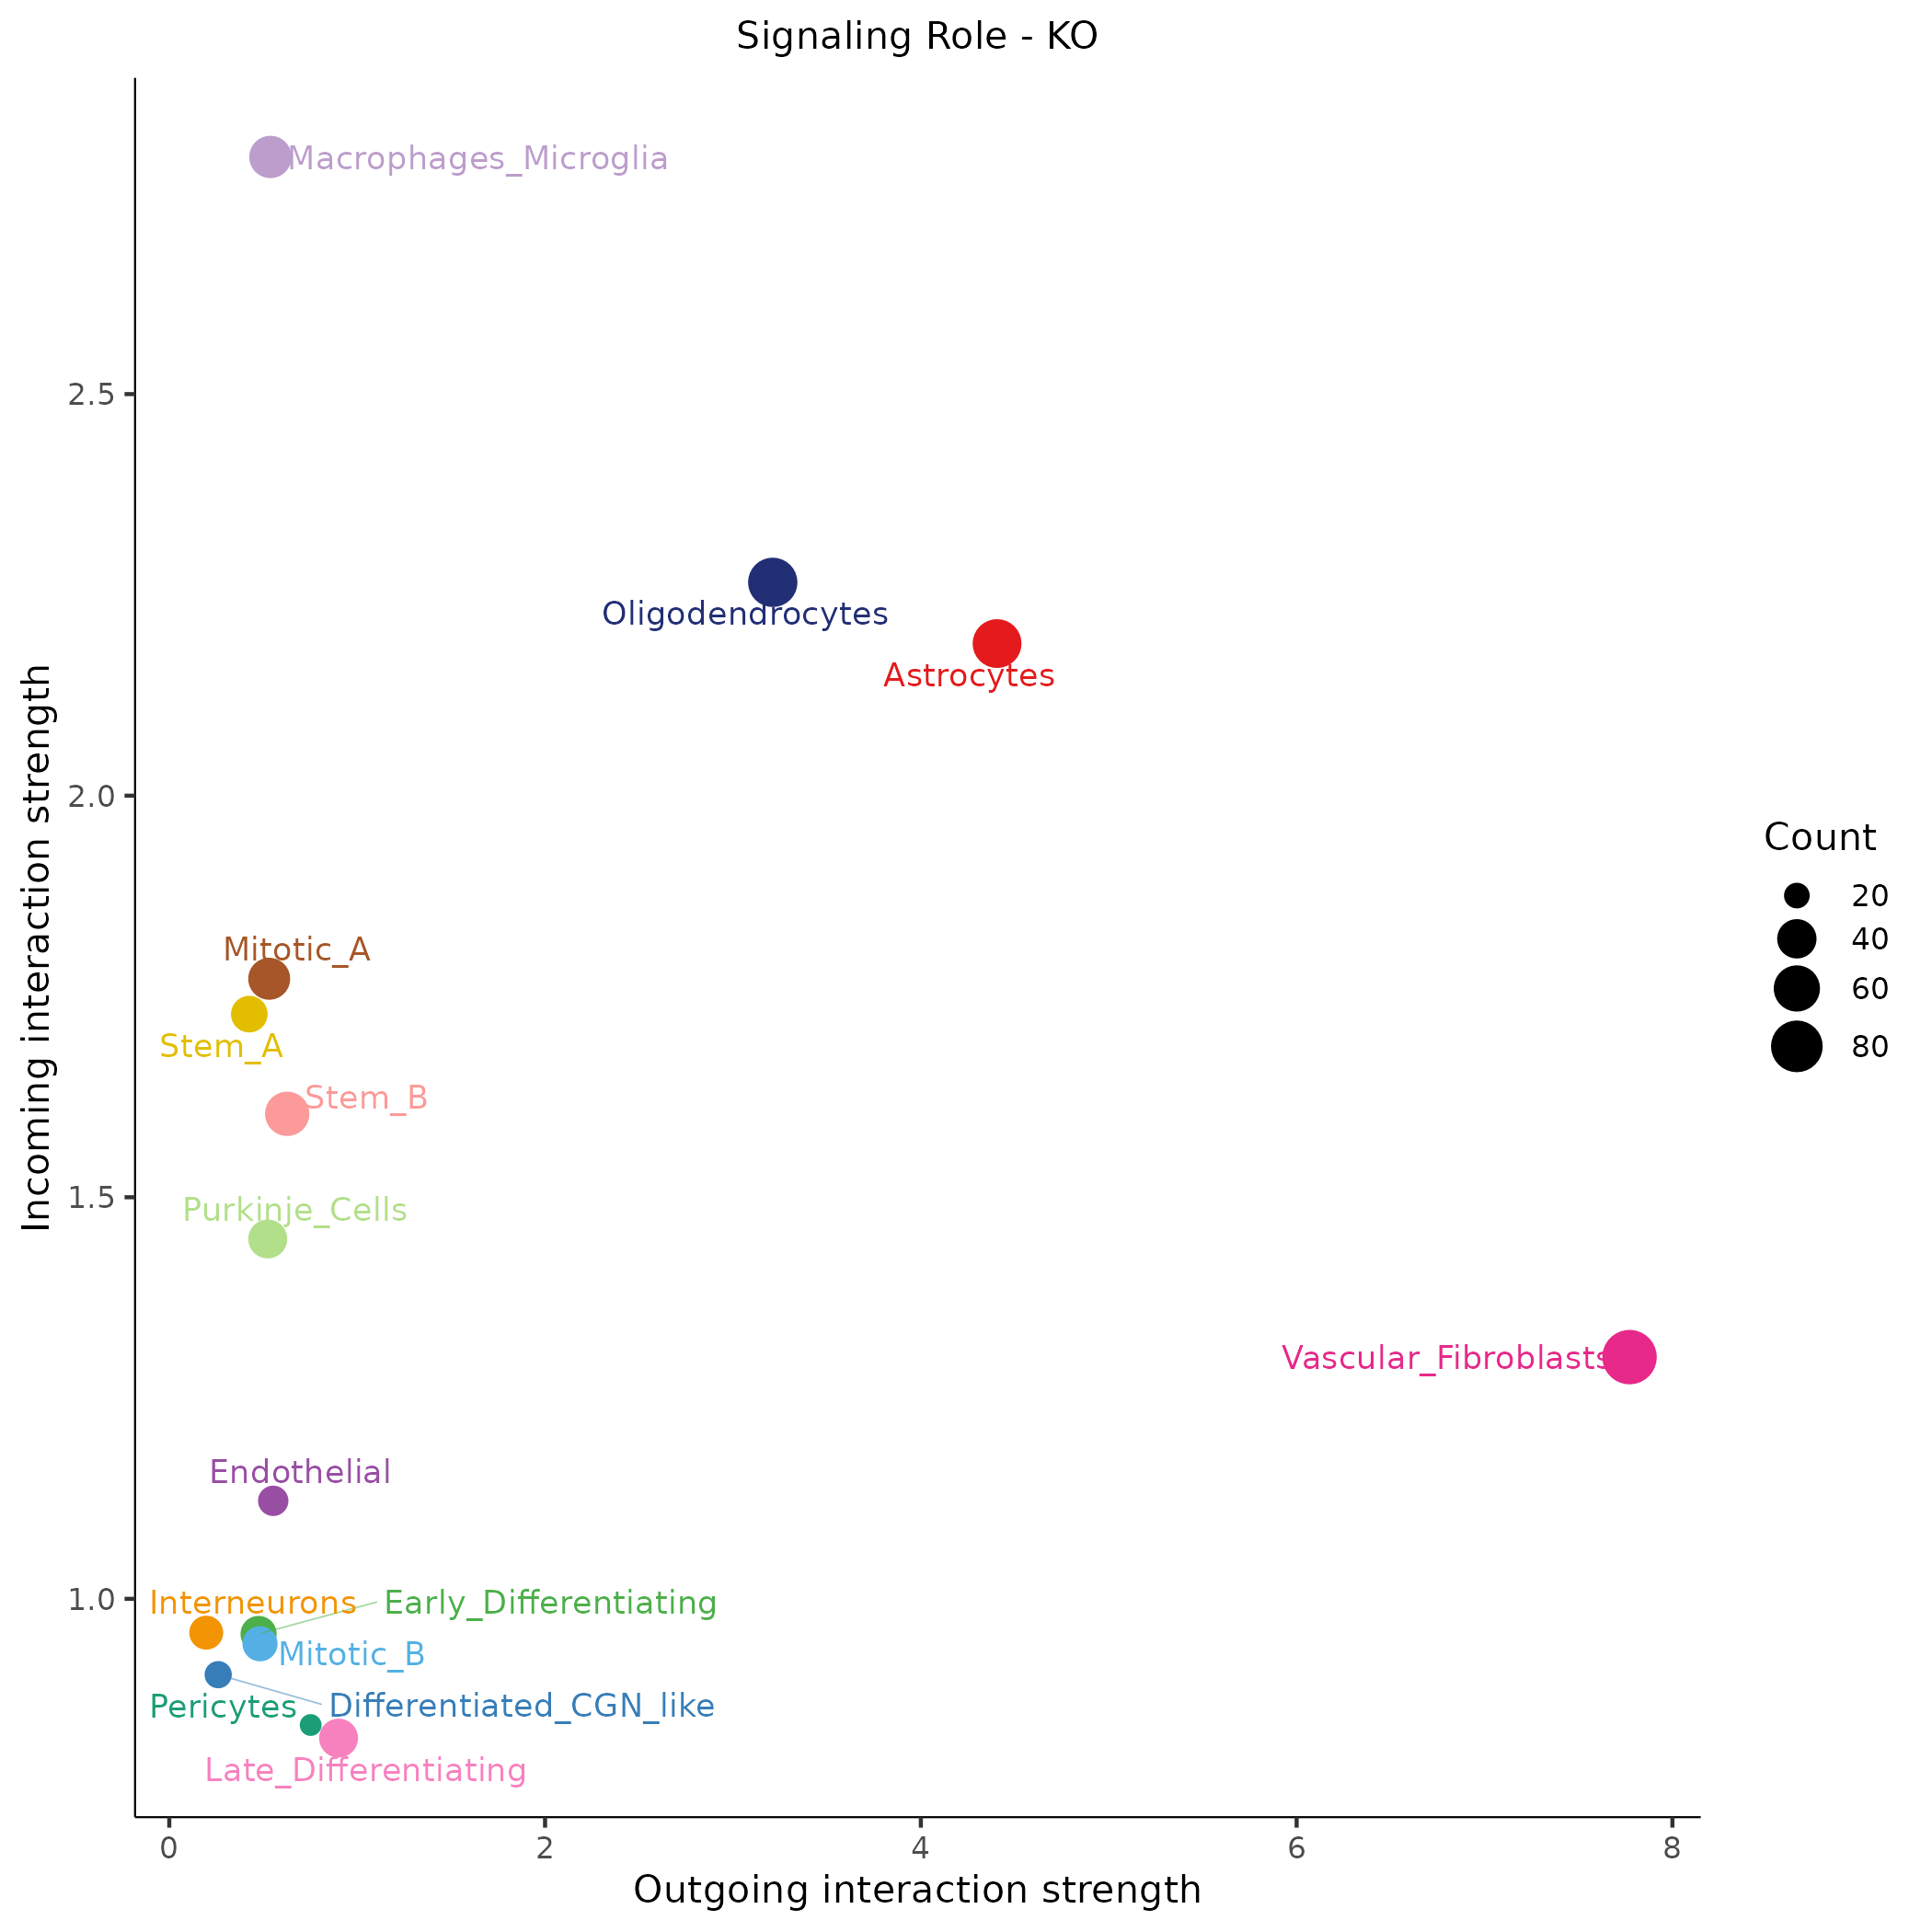 Signaling Role - KO
Macrophages_Microglia
2.5
Oligodendrocytes
Astrocytes
Incoming interaction strength
2.0
Count
20
40
60
80
Mitotic_A
Stem_A
Stem_B
1.5
Purkinje_Cells
Vascular_Fibroblasts
Endothelial
1.0
Interneurons
Early_Differentiating
Mitotic_B
Pericytes
Differentiated_CGN_like
Late_Differentiating
0
2
4
6
8
Outgoing interaction strength